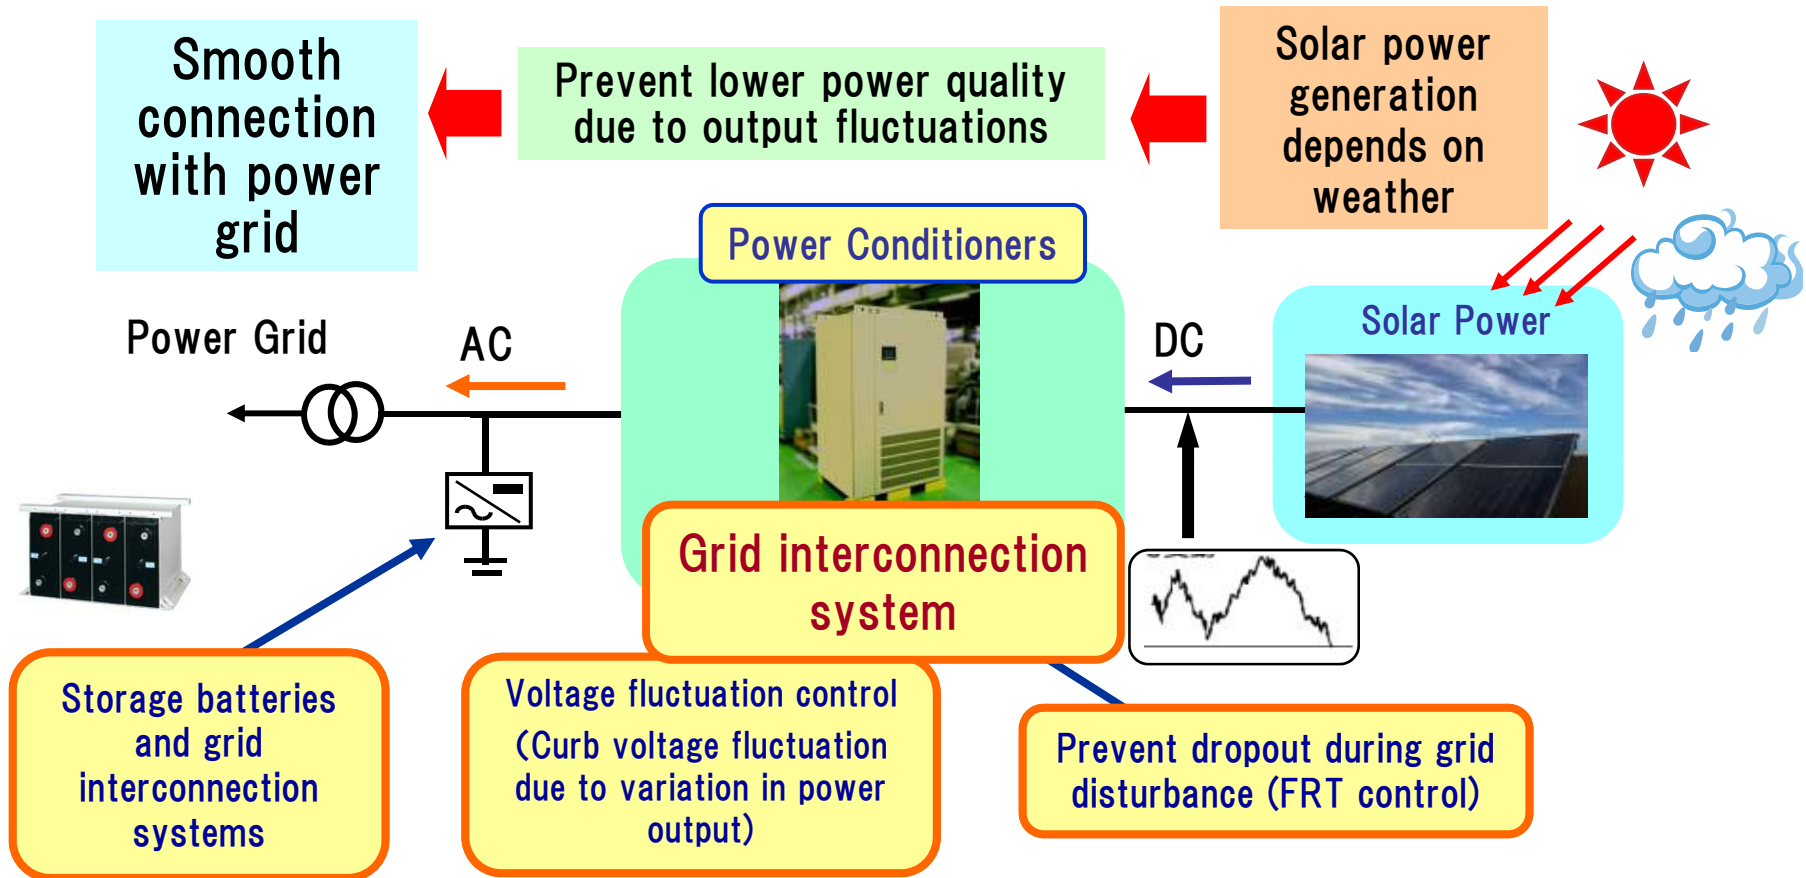 Smooth
connection
with power
grid
Prevent lower power quality
due to output fluctuations
Solar power
generation
depends on
weather
Power Conditioners
Power Grid
AC
DC
Solar Power
Grid interconnection
system
Storage batteries
and grid
interconnection
systems
Voltage fluctuation control
(Curb voltage fluctuation
due to variation in power
output)
Prevent dropout during grid
disturbance (FRT control)